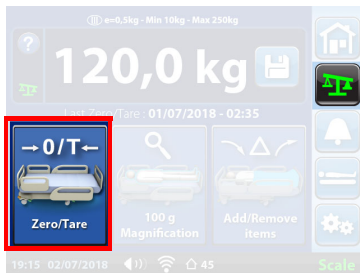 e=0,5kg - Min 10kg - Max 250kg
?
120,0 kg
Last Zero/Tare : 01/07/2018 - 02:35
→0/T←
Zero/Tare
100 g
Magnification
Add/Remove
items
19:15 02/07/2018 45 Scale